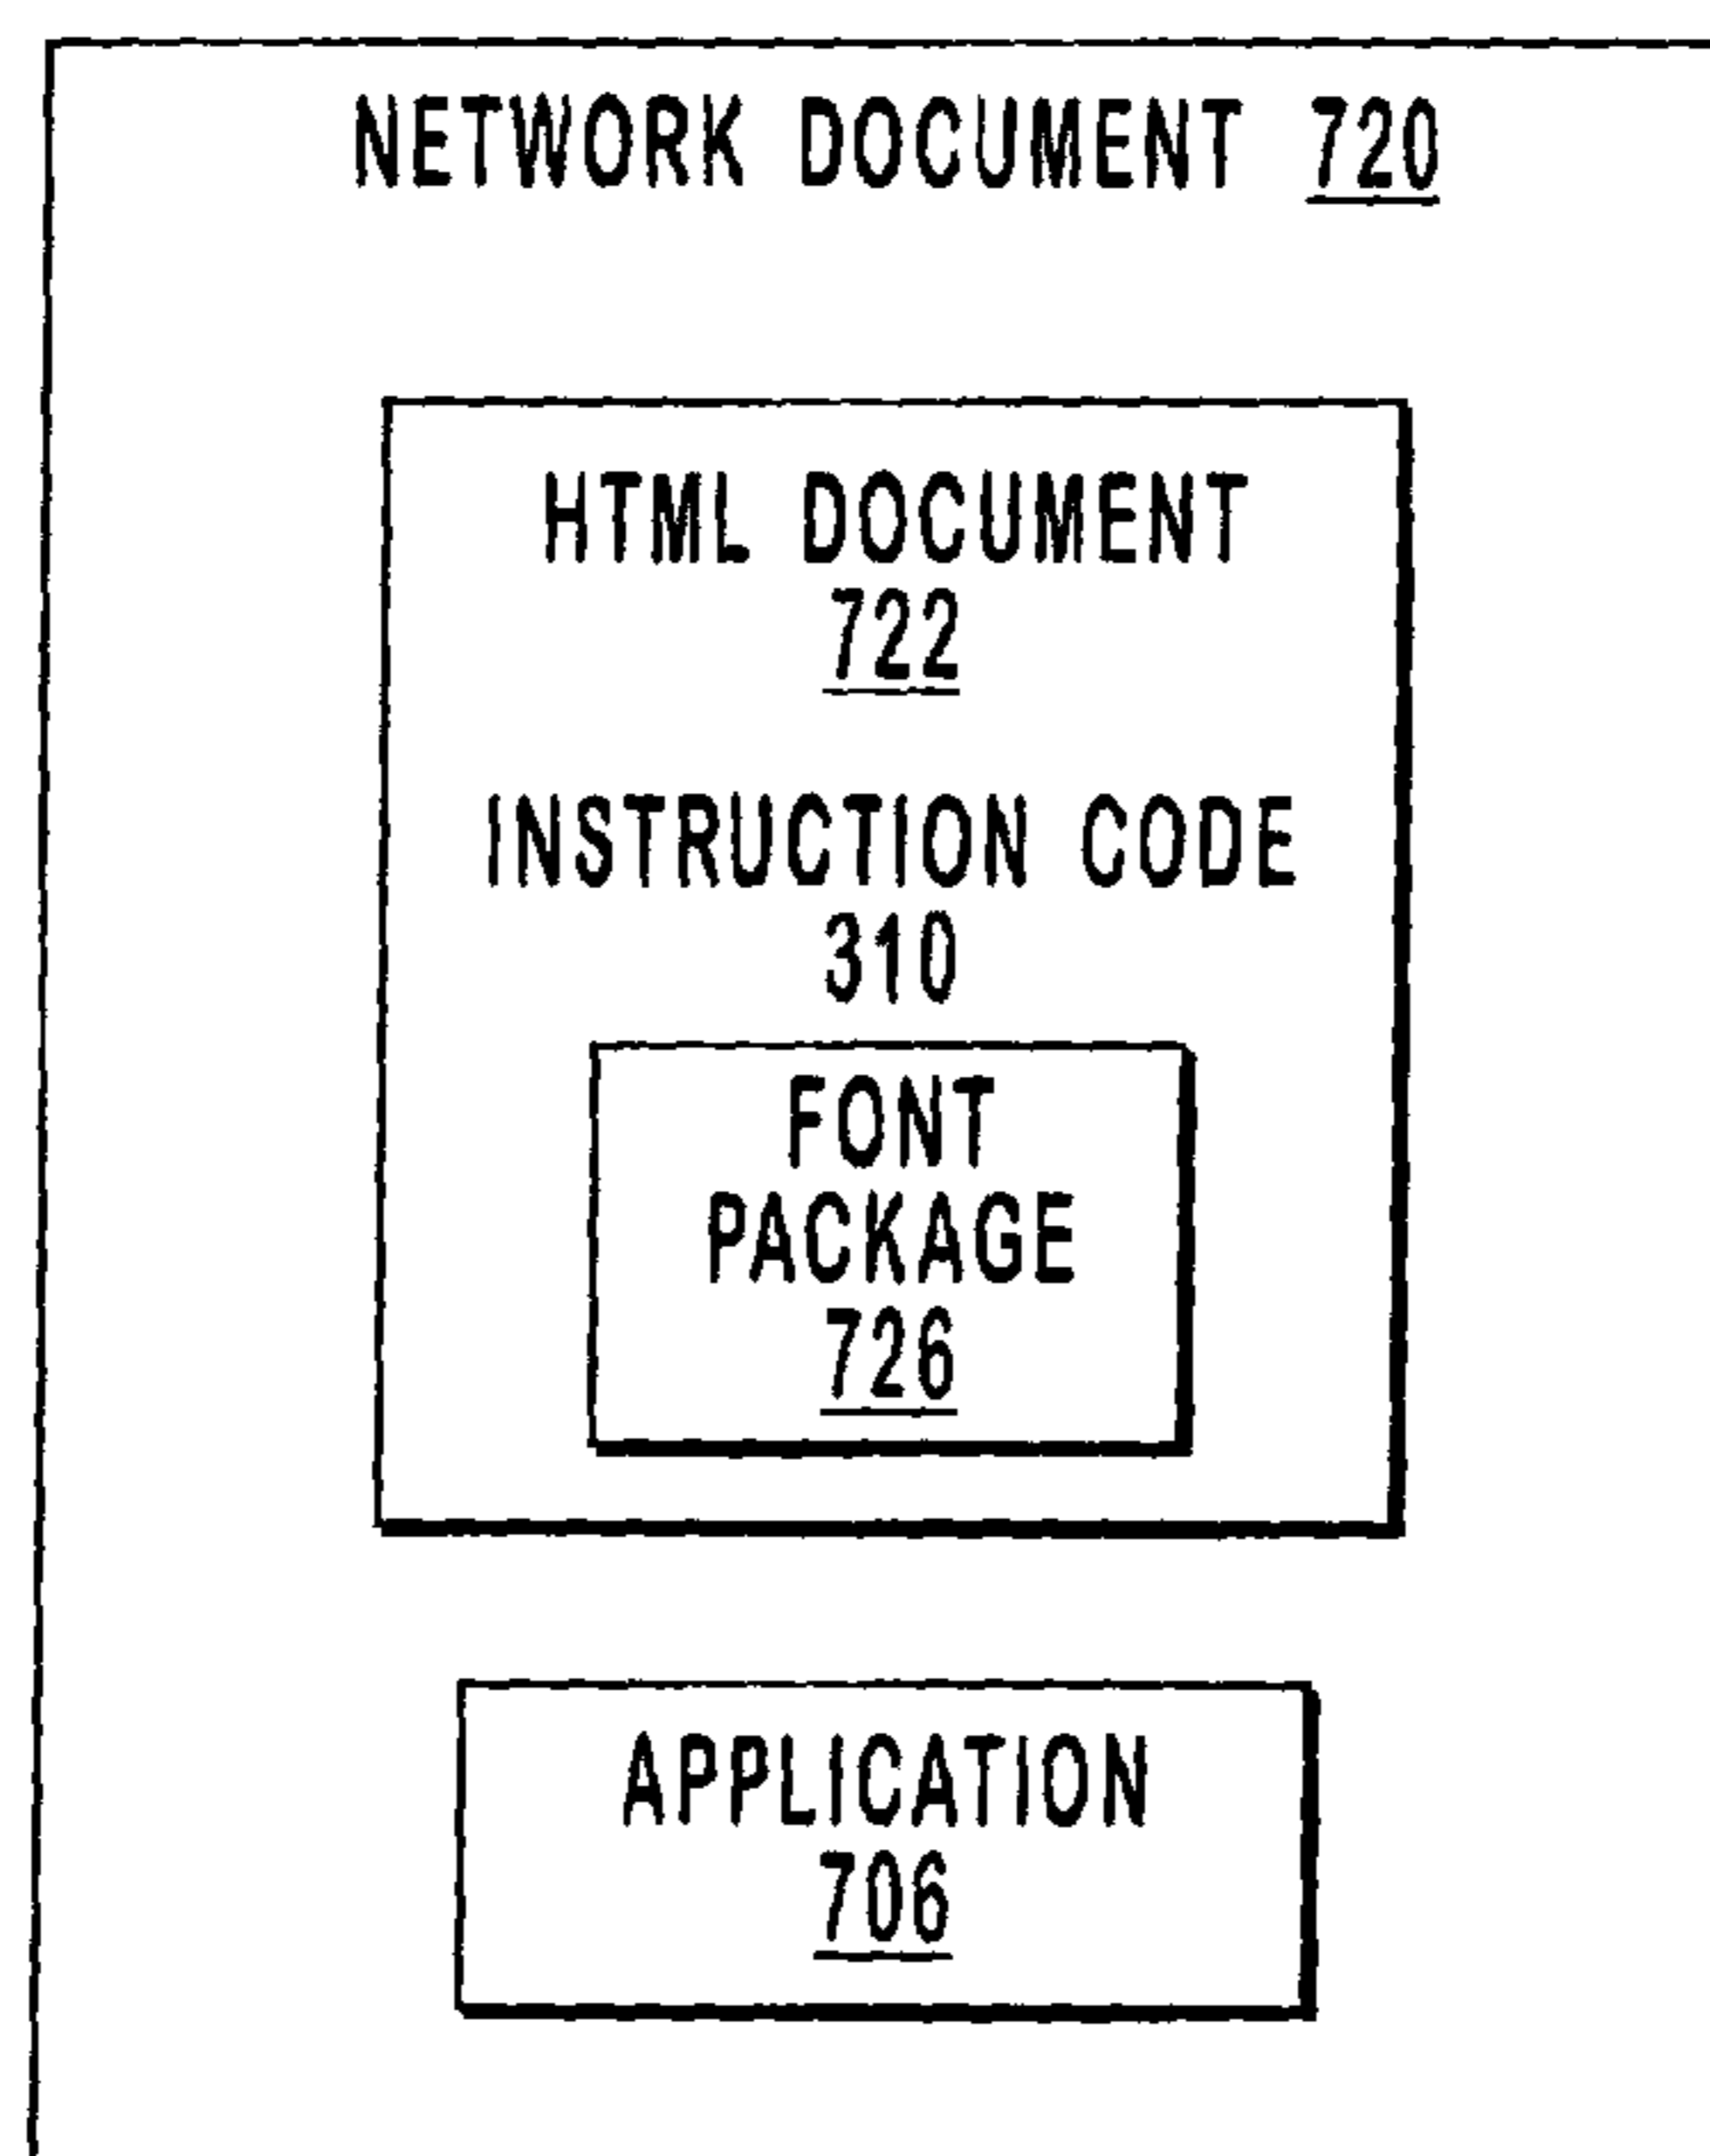 NETWORK DOCUMENT 720
HTML DOCUMENT
722
INSTRUCTION CODE
310
FONT
PACKAGE
726
APPLICATION
706